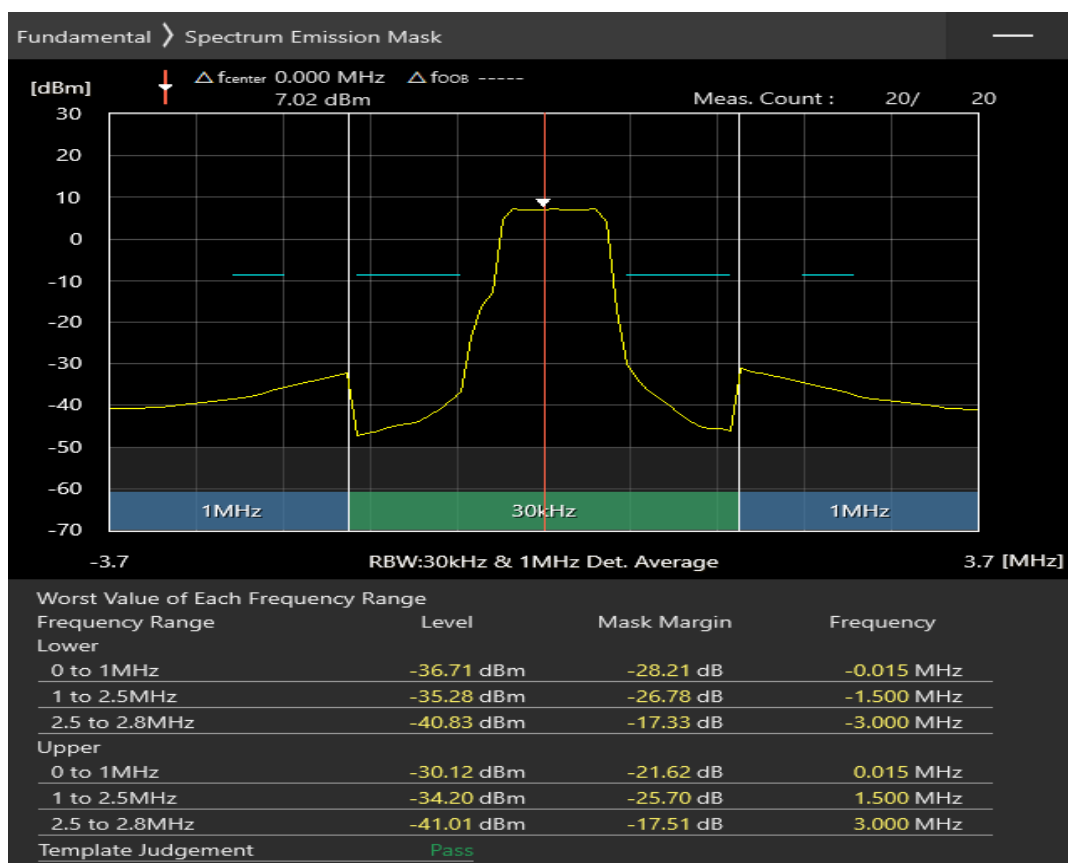 Fundamental ❯ Spectrum Emission Mask
[dBm] △ fcenter 0.000 MHz △ fOOB -----
7.02 dBm Meas. Count : 20/ 20
30
20
10
0
-10
-20
-30
-40
-50
-60
-70
1MHz 30kHz 1MHz
-3.7 RBW:30kHz & 1MHz Det. Average 3.7 [MHz]
Worst Value of Each Frequency Range
Frequency Range Level Mask Margin Frequency
Lower
0 to 1MHz -36.71 dBm -28.21 dB -0.015 MHz
1 to 2.5MHz -35.28 dBm -26.78 dB -1.500 MHz
2.5 to 2.8MHz -40.83 dBm -17.33 dB -3.000 MHz
Upper
0 to 1MHz -30.12 dBm -21.62 dB 0.015 MHz
1 to 2.5MHz -34.20 dBm -25.70 dB 1.500 MHz
2.5 to 2.8MHz -41.01 dBm -17.51 dB 3.000 MHz
Template Judgement Pass